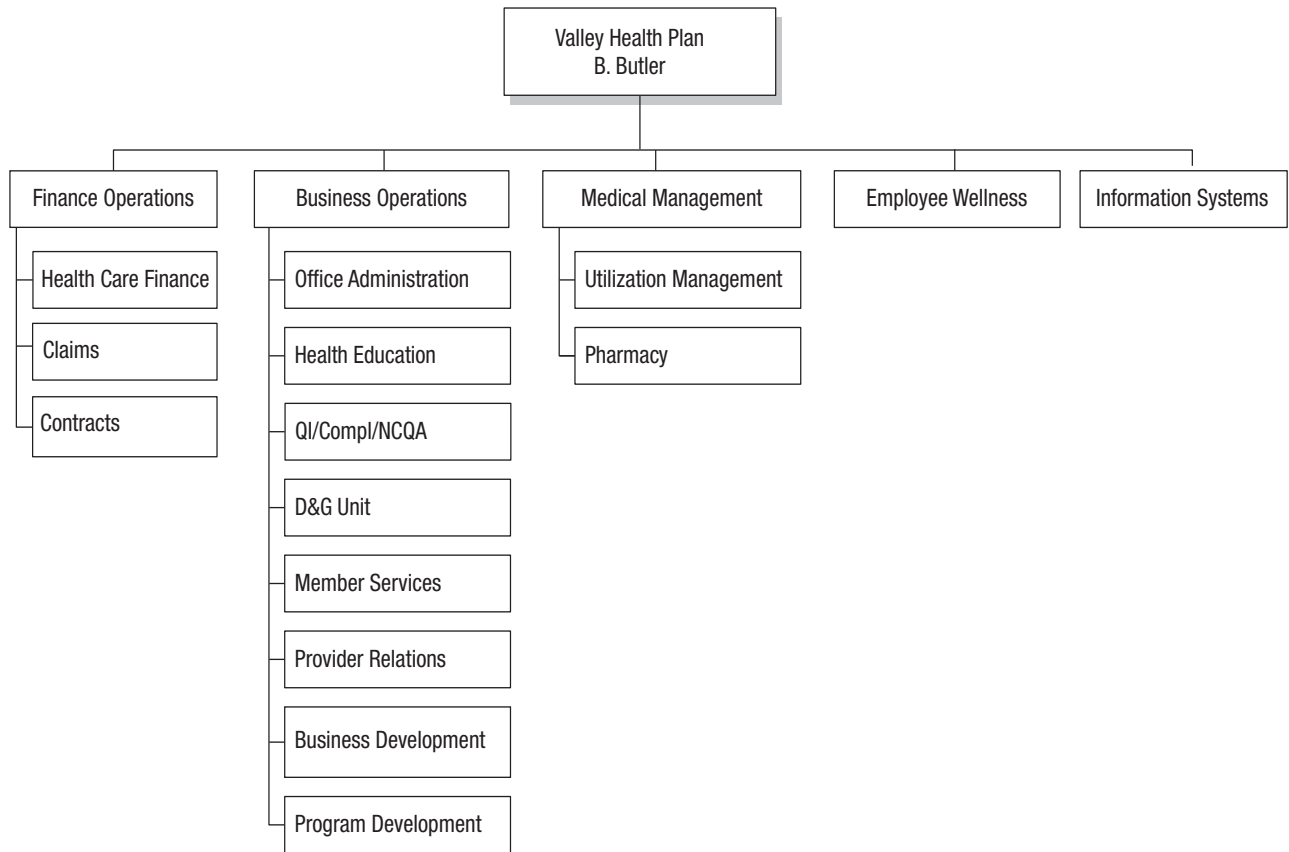 Valley Health Plan
B. Butler
Finance Operations
Health Care Finance
Claims
Contracts
Business Operations
Office Administration
Health Education
QI/Compl/NCQA
D&G Unit
Member Services
Provider Relations
Business Development
Program Development
Medical Management
Utilization Management
Pharmacy
Employee Wellness
Information Systems